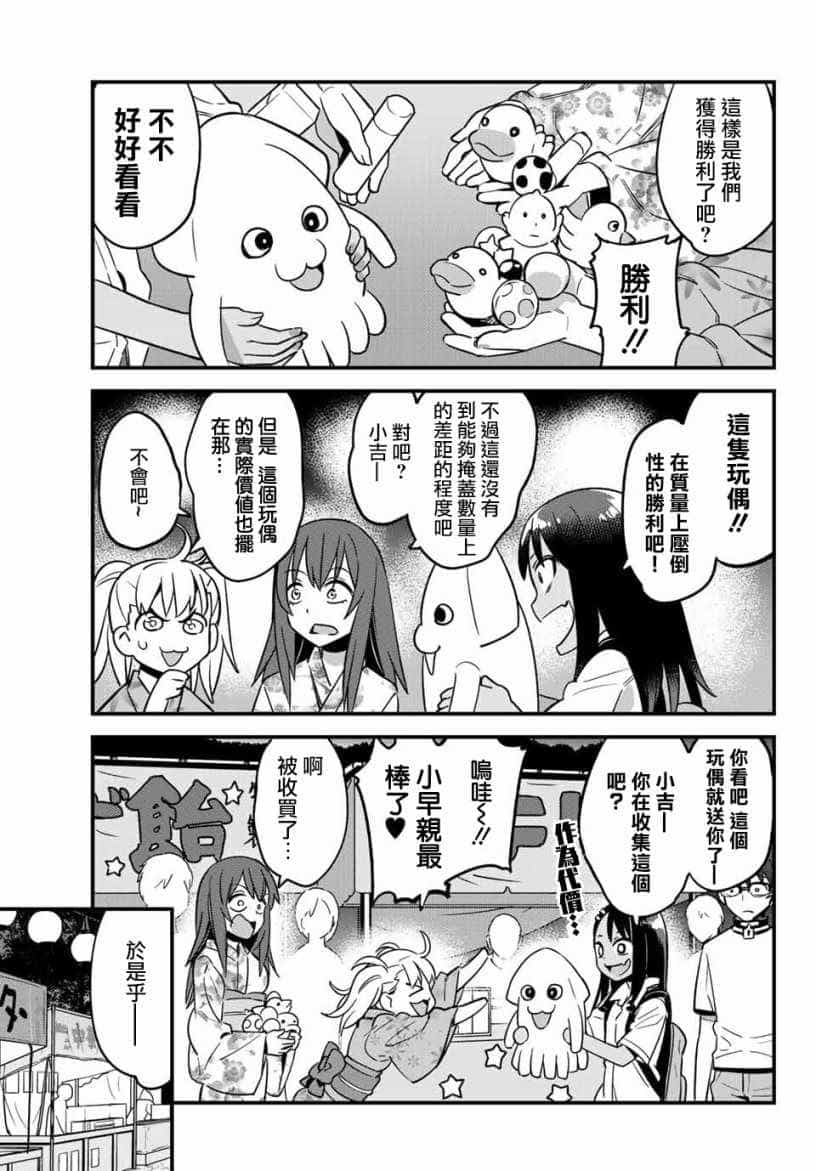 這樣是我們
獲得勝利了吧？
勝利!!
不不
好好看看
這隻玩偶!!
在質量上壓倒
性的勝利吧！
不過這還沒有
到能夠掩蓋數量上
的差距的程度吧
對吧？
小吉—
但是 這個玩偶
的實際價值也擺
在那…
不會吧~
你看吧 這個
玩偶就送你了—
小吉—
你在收集這個
吧？
作為代價…
嗚哇~!!
小早親最
棒了♥
啊
被收買了…
飴
於是乎—
タ